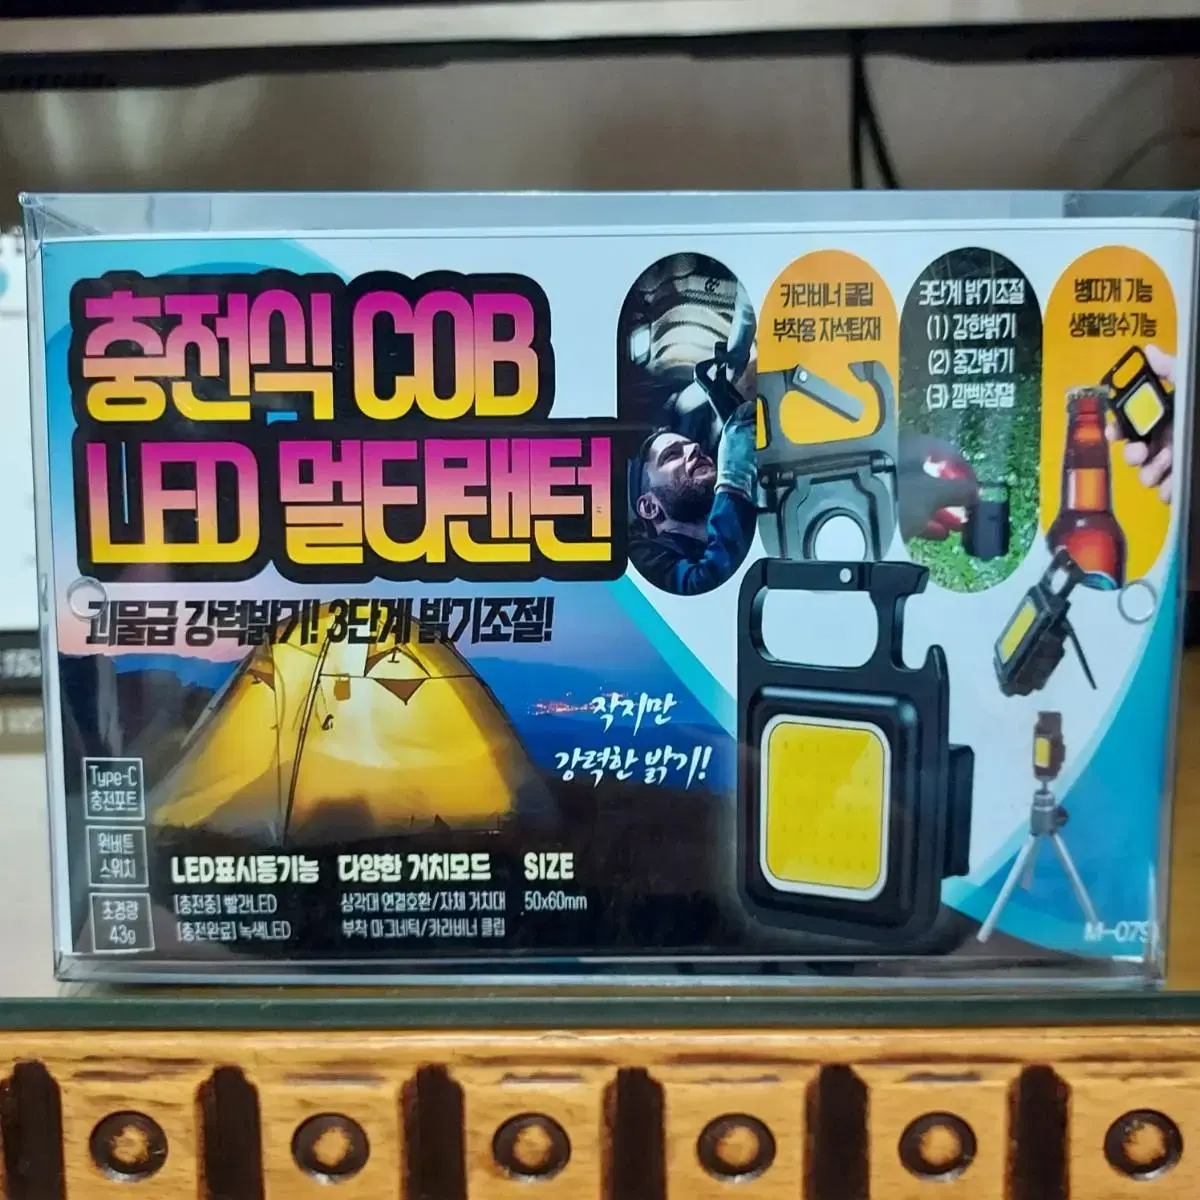 충전식 COB
LED 멀티랜턴
괴물급 강력밝기! 3단계 밝기조절!
작지만
강력한 밝기!
카라비너 클립
부착용 자석탑재
3단계 밝기조절
(1) 강한밝기
(2) 중간밝기
(3) 깜빡점멸
병따개 기능
생활방수기능
Type-C
충전포트
원버튼
스위치
초경량
43g
LED표시등기능
[충전중] 빨간LED
[충전완료] 녹색LED
다양한 거치모드
삼각대 연결호환/자체 거치대
부착 마그네틱/카라비너 클립
SIZE
50x60mm
M-079